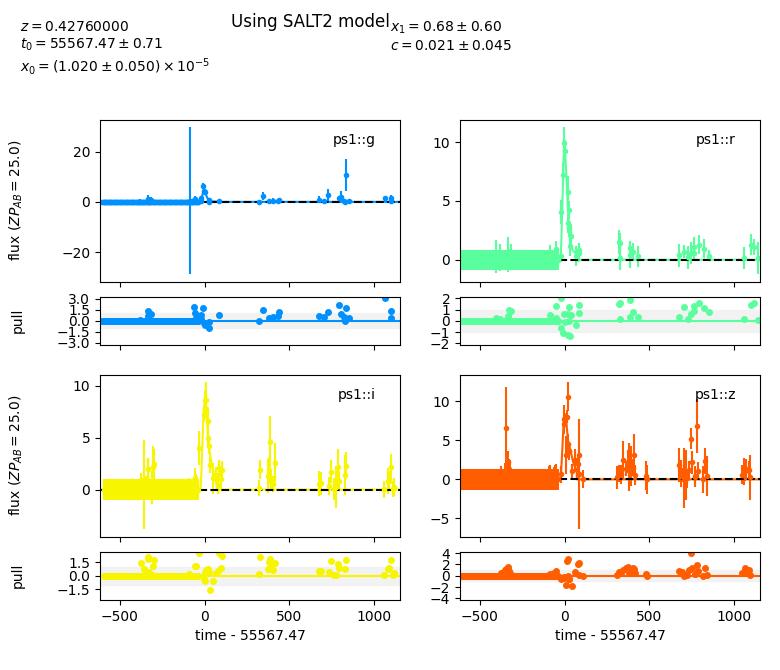 Using SALT2 model
z = 0.42760000
t₀ = 55567.47 ± 0.71
x₀ = (1.020 ± 0.050) × 10⁻⁵
x₁ = 0.68 ± 0.60
c = 0.021 ± 0.045
flux (ZP_AB = 25.0)
20
0
−20
ps1::g
10
5
0
ps1::r
pull
3.0
1.5
0.0
−1.5
−3.0
2
1
0
−1
−2
flux (ZP_AB = 25.0)
10
5
0
ps1::i
10
5
0
−5
ps1::z
pull
1.5
0.0
−1.5
4
2
0
−2
−4
−500 0 500 1000
−500 0 500 1000
time - 55567.47
time - 55567.47